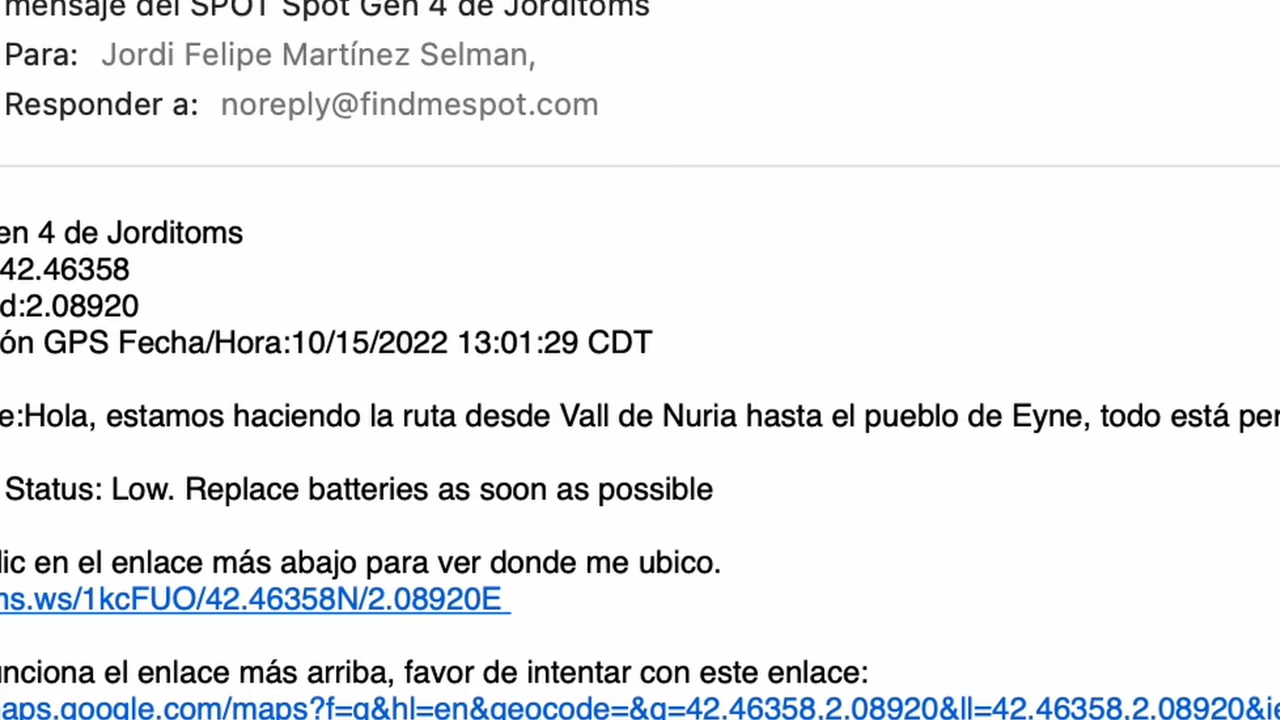 mensaje del SPOT Spot Gen 4 de Jorditoms
Para: Jordi Felipe Martínez Selman,
Responder a: noreply@findmespot.com
en 4 de Jorditoms
42.46358
d:2.08920
ón GPS Fecha/Hora:10/15/2022 13:01:29 CDT
e:Hola, estamos haciendo la ruta desde Vall de Nuria hasta el pueblo de Eyne, todo está per
Status: Low. Replace batteries as soon as possible
lic en el enlace más abajo para ver donde me ubico.
ms.ws/1kcFUO/42.46358N/2.08920E
unciona el enlace más arriba, favor de intentar con este enlace:
naps.google.com/maps?f=q&hl=en&geocode=&q=42.46358,2.08920&ll=42.46358,2.08920&ie